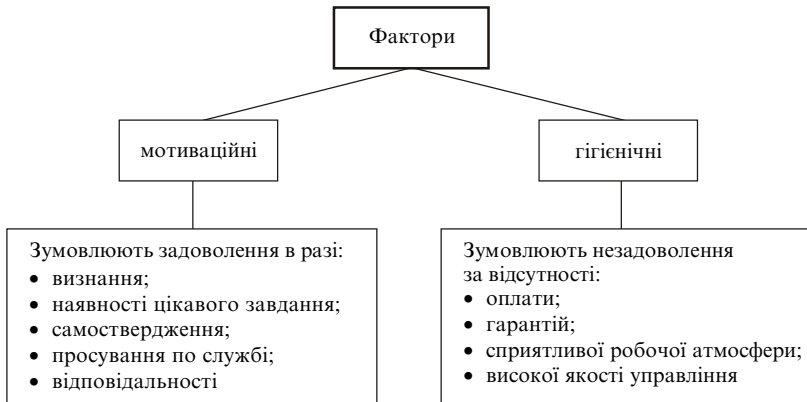 Фактори
мотиваційні
гігієнічні
Зумовлюють задоволення в разі:
• визнання;
• наявності цікавого завдання;
• самоствердження;
• просування по службі;
• відповідальності
Зумовлюють незадоволення
за відсутності:
• оплати;
• гарантій;
• сприятливої робочої атмосфери;
• високої якості управління